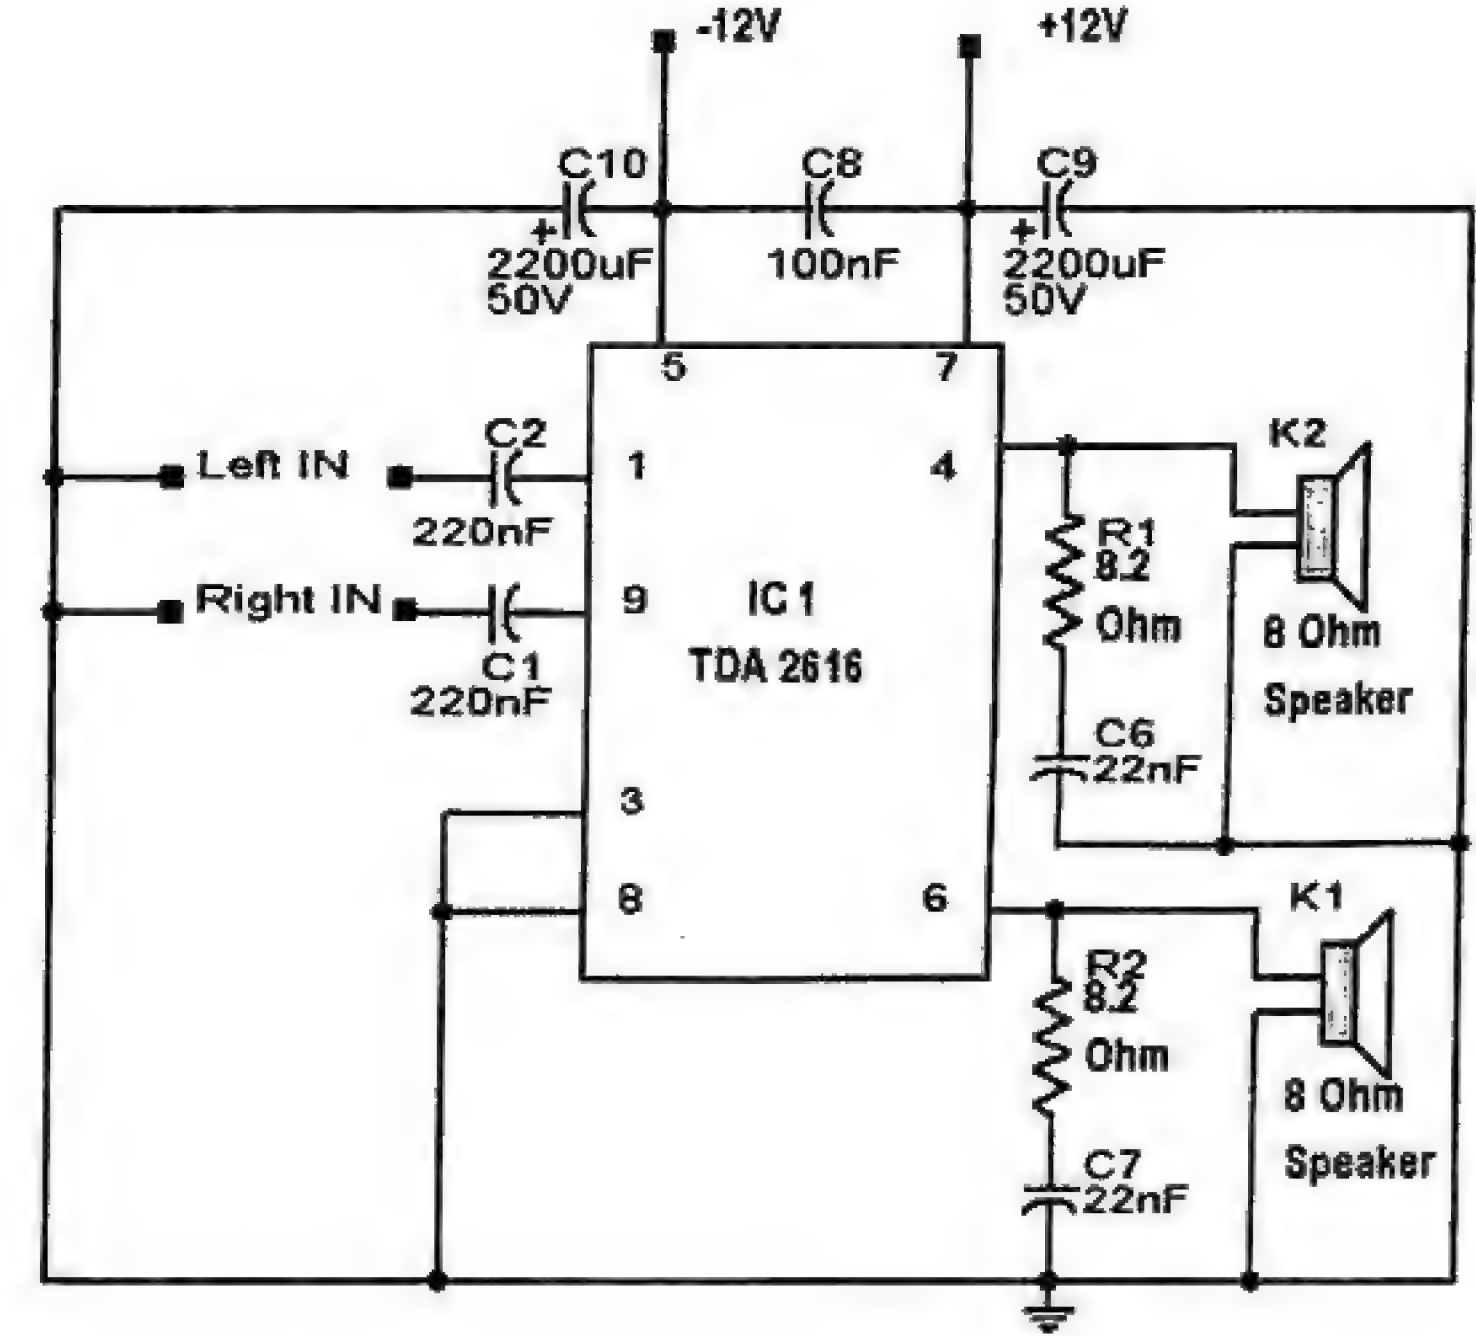 -12V
+12V
C10
C8
C9
+
2200uF
50V
100nF
+
2200uF
50V
5
7
C2
Left IN
220nF
1
4
K2
Right IN
9
C1
220nF
IC1
TDA 2616
R1
8.2
Ohm
8 Ohm
Speaker
C6
22nF
3
8
6
K1
R2
8.2
Ohm
8 Ohm
Speaker
C7
22nF